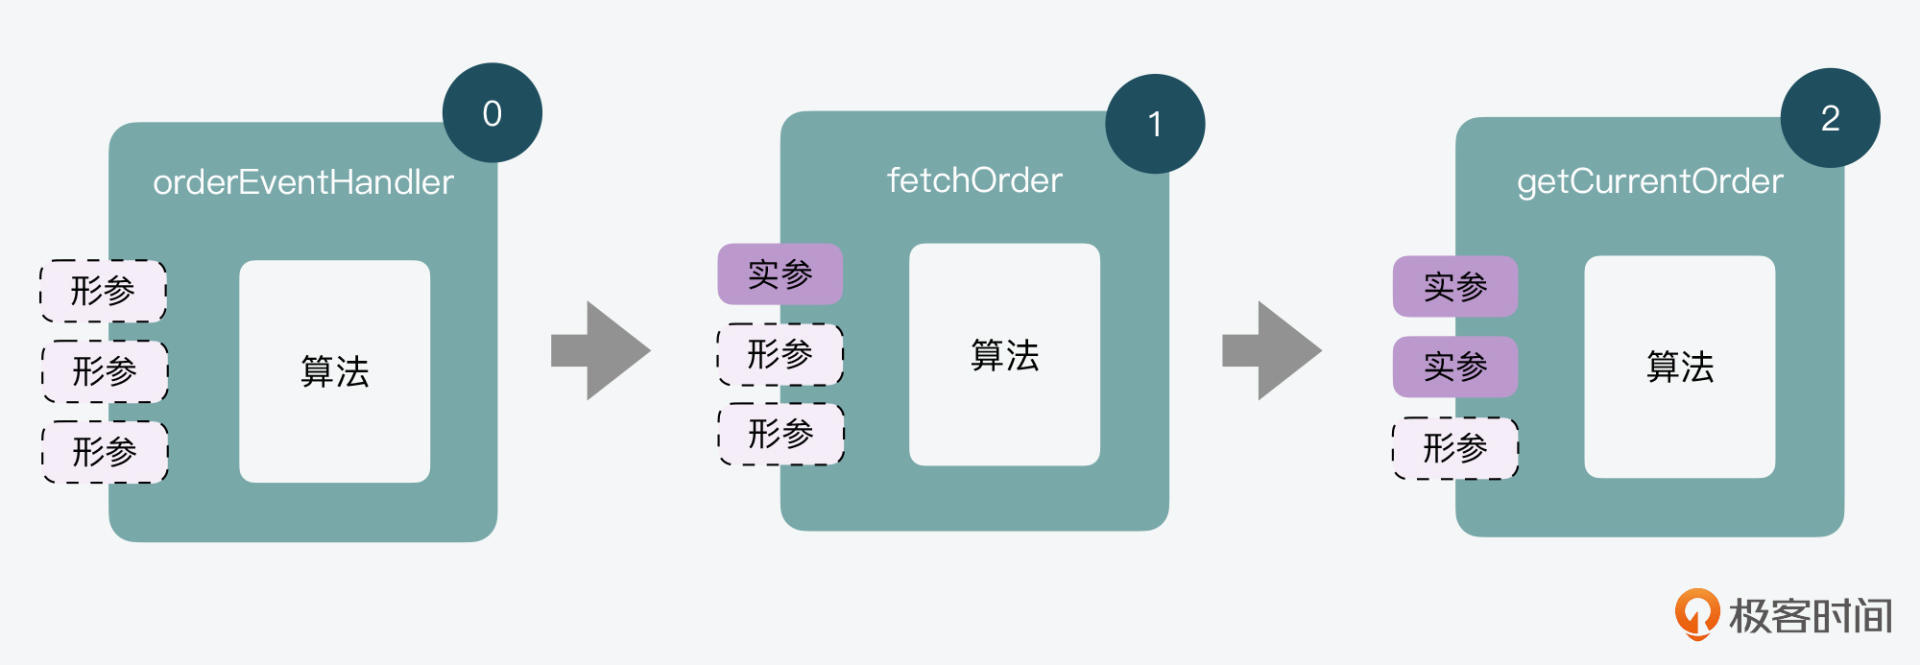 0
orderEventHandler
形参
形参
形参
算法
1
fetchOrder
实参
形参
形参
算法
2
getCurrentOrder
实参
实参
形参
算法
极客时间